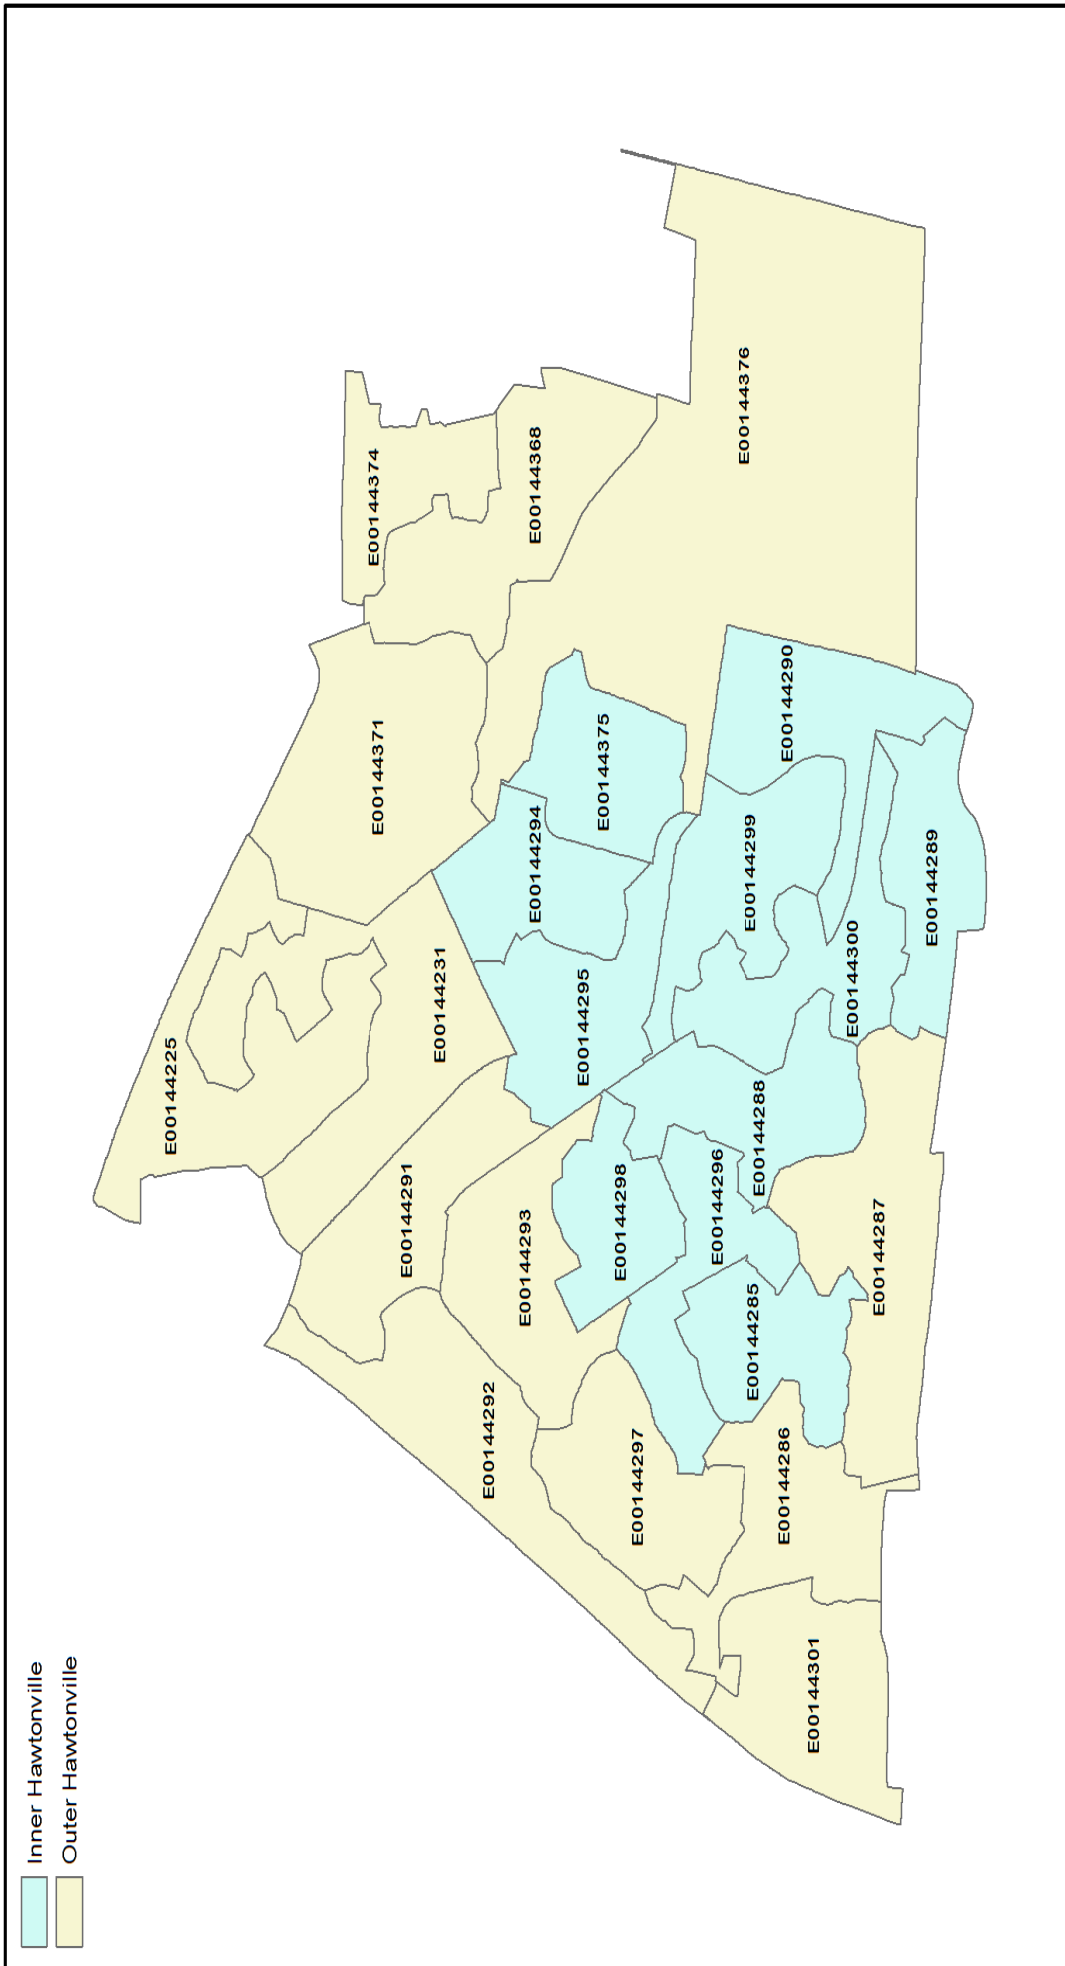 Inner Hawtonville
Outer Hawtonville
E00144225
E00144231
E00144371
E00144374
E00144368
E00144376
E00144291
E00144292
E00144293
E00144294
E00144375
E00144295
E00144298
E00144297
E00144296
E00144299
E00144290
E00144288
E00144285
E00144286
E00144300
E00144287
E00144289
E00144301